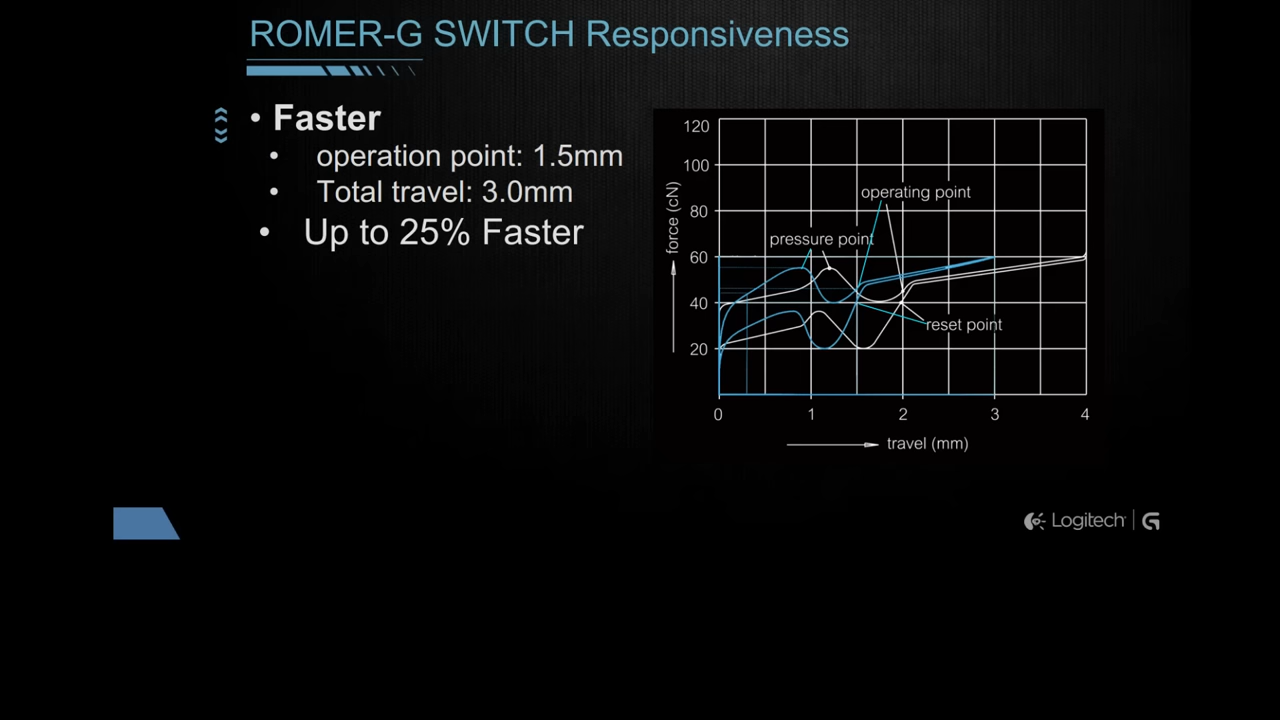 ROMER-G SWITCH Responsiveness
• Faster
• operation point: 1.5mm
• Total travel: 3.0mm
• Up to 25% Faster
120
100
80
60
40
20
force (cN)
operating point
pressure point
reset point
0 1 2 3 4
travel (mm)
Logitech G